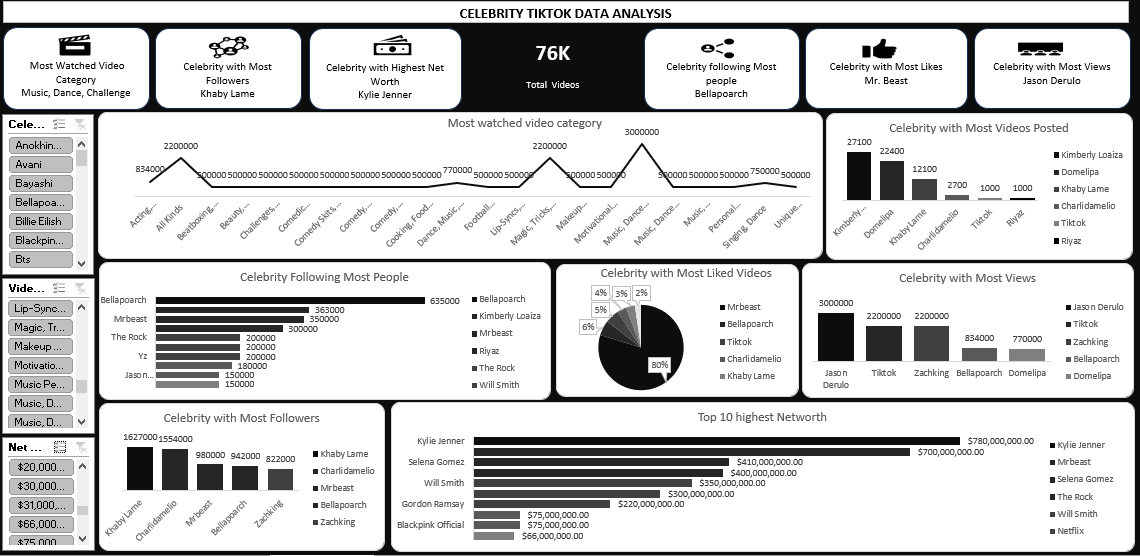 CELEBRITY TIKTOK DATA ANALYSIS
Most Watched Video
Category
Music, Dance, Challenge
Celebrity with Most
Followers
Khaby Lame
Celebrity with Highest Net
Worth
Kylie Jenner
76K
Total Videos
Celebrity following Most
people
Bellapoarch
Celebrity with Most Likes
Mr. Beast
Celebrity with Most Views
Jason Derulo
Cele...
Anokhin...
Avani
Bayashi
Bellapoa...
Billie Eilish
Blackpin...
Bts
Most watched video category
834000
2200000
500000 500000 500000 500000 500000 500000 500000 500000
770000
500000 500000
2200000
500000 500000
3000000
500000 500000 500000
750000
500000
Acting,...
All Kinds
Beatboxing...
Beauty,...
Challenges,...
Comedic...
Comedy Skits,...
Comedy,...
Comedy,...
Cooking, Food...
Dance, Music,...
Football...
Lip-Syncs,...
Magic, Tricks,...
Makeup...
Motivational...
Music, Dance...
Music, Dance...
Music,...
Personal...
Singing, Dance
Unique...
Celebrity with Most Videos Posted
27100
22400
12100
2700
1000
1000
Kimberly...
Domelipa
Khaby Lame
Charlidamelio
Tiktok
Riyaz
Kimberly Loaiza
Domelipa
Khaby Lame
Charlidamelio
Tiktok
Riyaz
Vide...
Lip-Sync...
Magic, Tr...
Makeup ...
Motivatio...
Music Pe...
Music, D...
Music, D...
Celebrity Following Most People
Bellapoarch
635000
363000
Mrbeast
350000
300000
The Rock
200000
200000
Yz
200000
180000
Jason...
150000
150000
Bellapoarch
Kimberly Loaiza
Mrbeast
Riyaz
The Rock
Will Smith
Celebrity with Most Liked Videos
80%
6%
5%
4%
3%
2%
Mrbeast
Bellapoarch
Tiktok
Charlidamelio
Khaby Lame
Celebrity with Most Views
3000000
2200000
2200000
834000
770000
Jason
Derulo
Tiktok
Zachking
Bellapoarch
Domelipa
Jason Derulo
Tiktok
Zachking
Bellapoarch
Domelipa
Net ...
$20,000...
$30,000...
$31,000,...
$66,000...
$75,000
Celebrity with Most Followers
1627000
1554000
980000
942000
822000
Khaby Lame
Charlidamelio
Mrbeast
Bellapoarch
Zachking
Khaby Lame
Charlidamelio
Mrbeast
Bellapoarch
Zachking
Top 10 highest Networth
Kylie Jenner
$780,000,000.00
$700,000,000.00
Selena Gomez
$410,000,000.00
$400,000,000.00
Will Smith
$350,000,000.00
$300,000,000.00
Gordon Ramsay
$220,000,000.00
$75,000,000.00
Blackpink Official
$75,000,000.00
$66,000,000.00
Kylie Jenner
Mrbeast
Selena Gomez
The Rock
Will Smith
Netflix